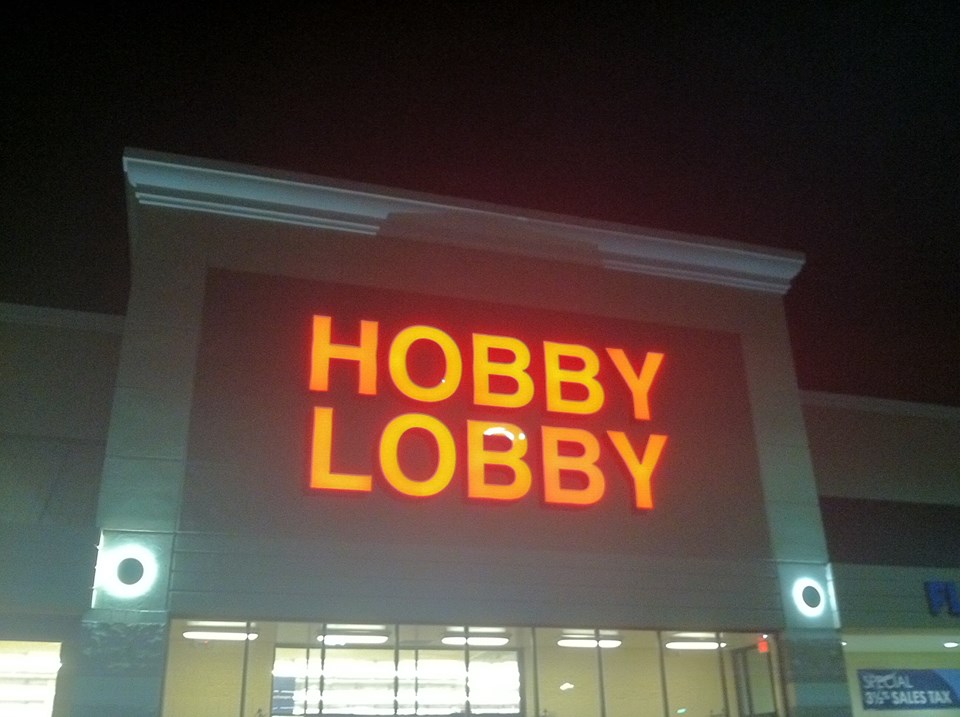 HOBBY
LOBBY
SPECIAL
3½% SALES TAX